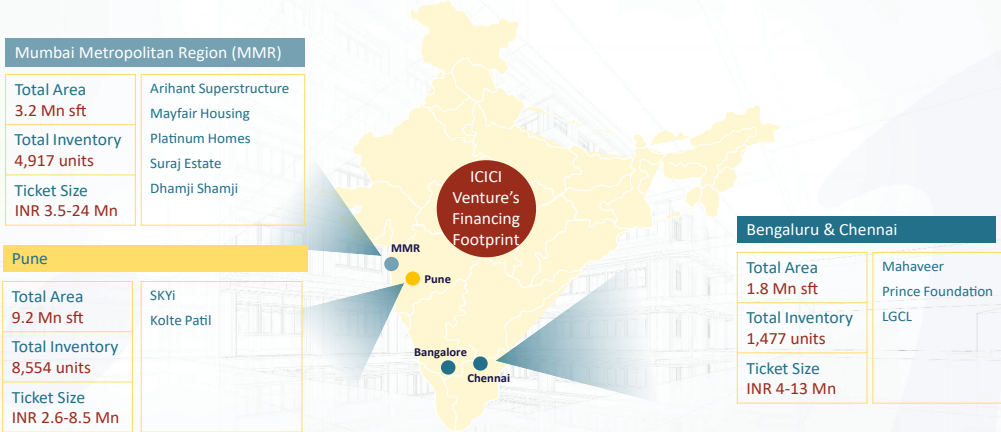 Mumbai Metropolitan Region (MMR)
Total Area
3.2 Mn sft
Total Inventory
4,917 units
Ticket Size
INR 3.5-24 Mn
Arihant Superstructure
Mayfair Housing
Platinum Homes
Suraj Estate
Dhamji Shamji
Pune
Total Area
9.2 Mn sft
Total Inventory
8,554 units
Ticket Size
INR 2.6-8.5 Mn
SKYi
Kolte Patil
ICICI
Venture's
Financing
Footprint
MMR
Pune
Bangalore
Chennai
Bengaluru & Chennai
Total Area
1.8 Mn sft
Total Inventory
1,477 units
Ticket Size
INR 4-13 Mn
Mahaveer
Prince Foundation
LGCL